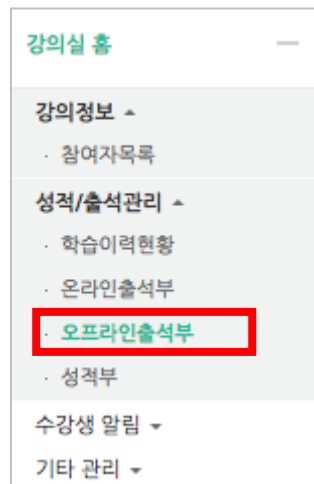 강의실 홈
강의정보
· 참여자목록
성적/출석관리
· 학습이력현황
· 온라인출석부
· 오프라인출석부
· 성적부
수강생 알림
기타 관리